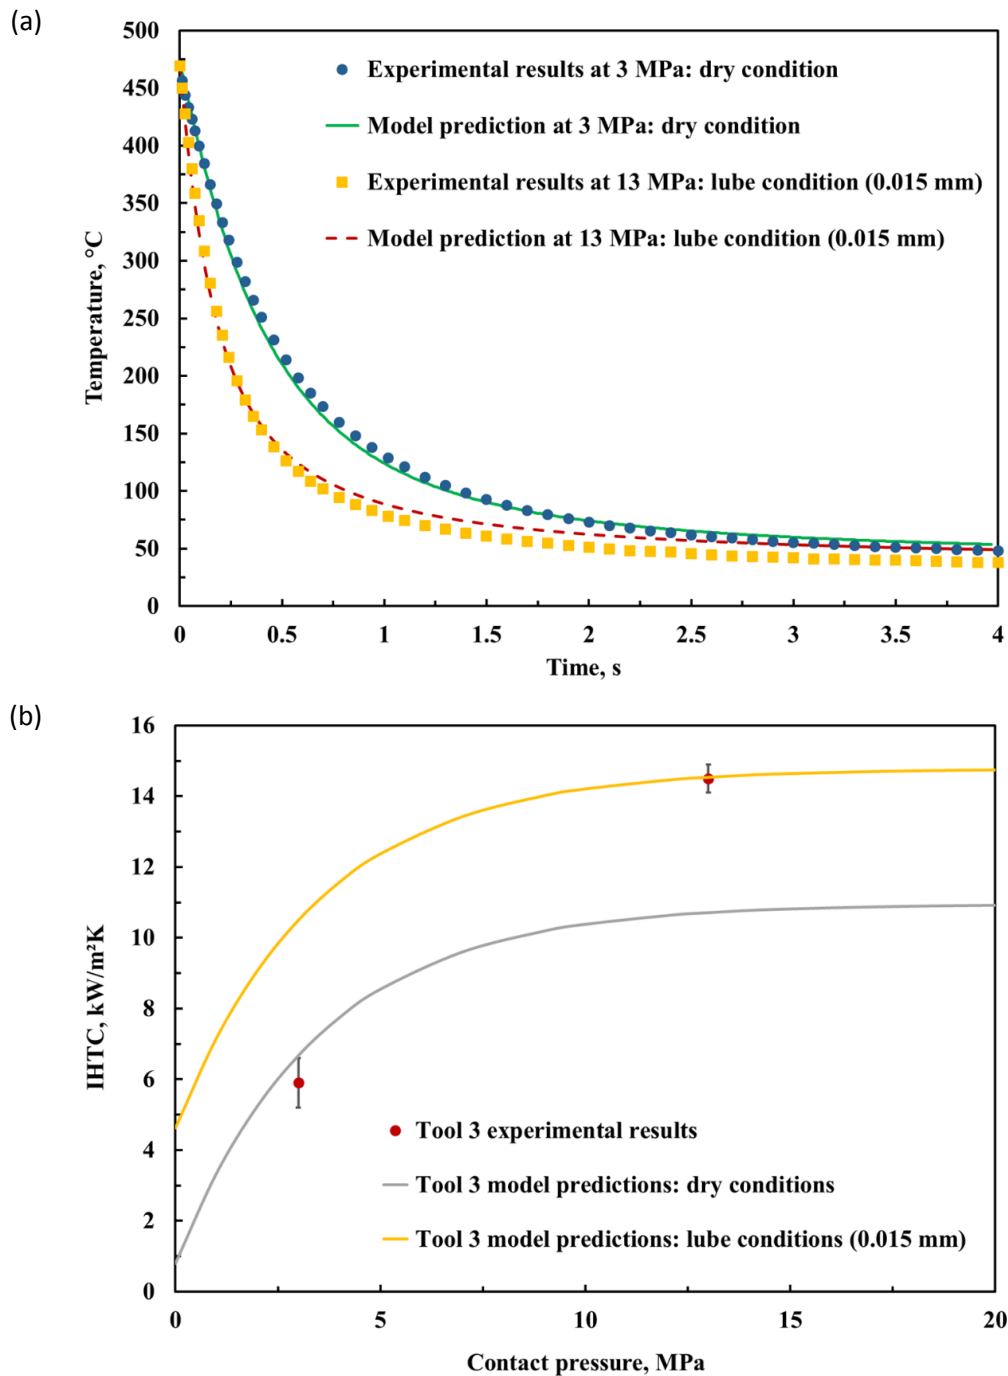 (a)
500
450
400
350
300
250
200
150
100
50
0
Temperature, °C
Experimental results at 3 MPa: dry condition
Model prediction at 3 MPa: dry condition
Experimental results at 13 MPa: lube condition (0.015 mm)
Model prediction at 13 MPa: lube condition (0.015 mm)
0 0.5 1 1.5 2 2.5 3 3.5 4
Time, s
(b)
16
14
12
10
8
6
4
2
0
IHTC, kW/m²K
Tool 3 experimental results
Tool 3 model predictions: dry conditions
Tool 3 model predictions: lube conditions (0.015 mm)
0 5 10 15 20
Contact pressure, MPa